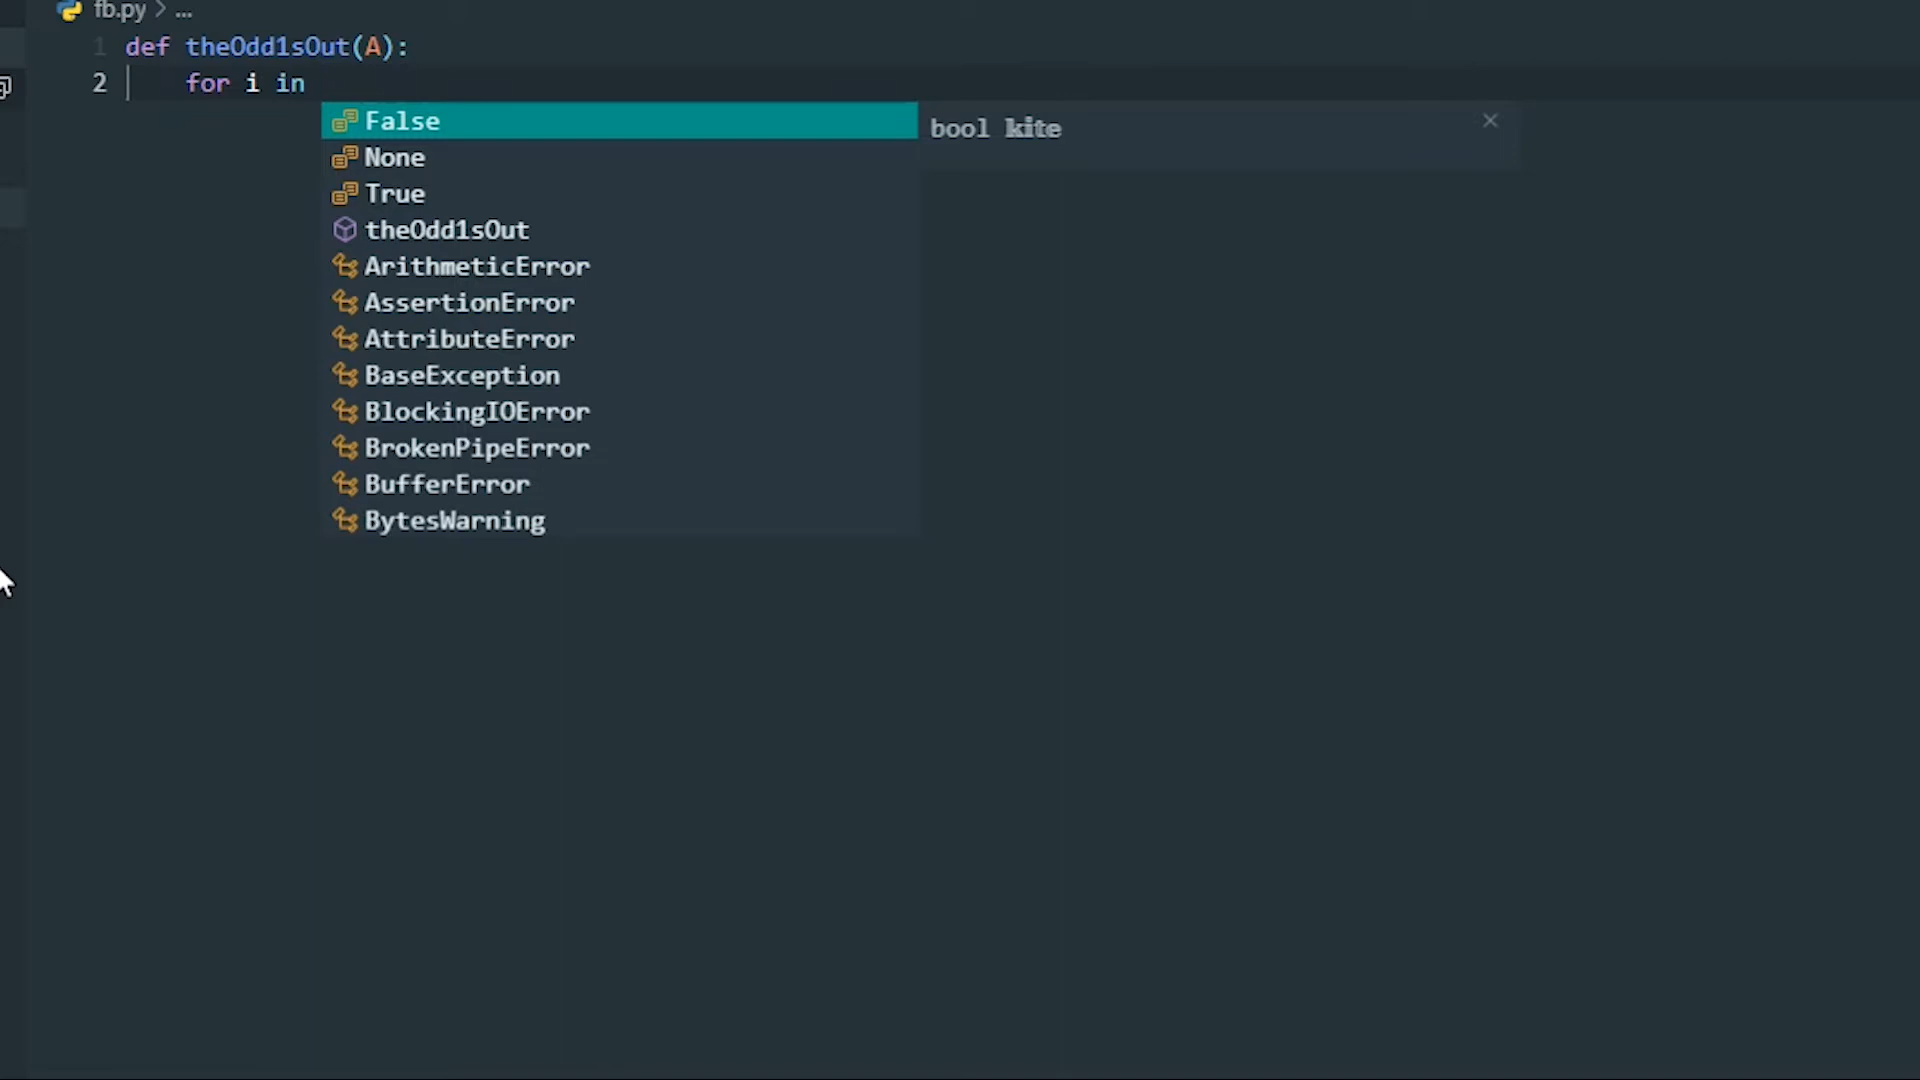 fb.py > ...
1 def theOdd1sOut(A):
2 for i in
False
bool kite
None
True
theOdd1sOut
ArithmeticError
AssertionError
AttributeError
BaseException
BlockingIOError
BrokenPipeError
BufferError
BytesWarning